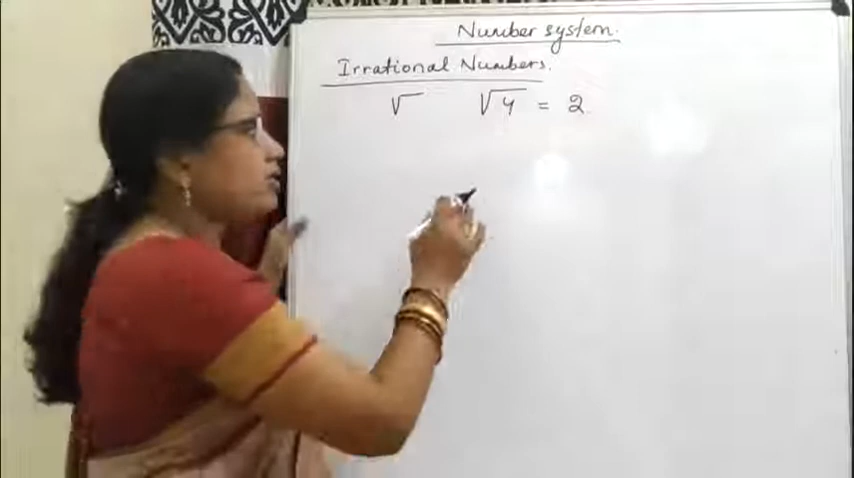 Number system.
Irrational Numbers.
√ √4 = 2